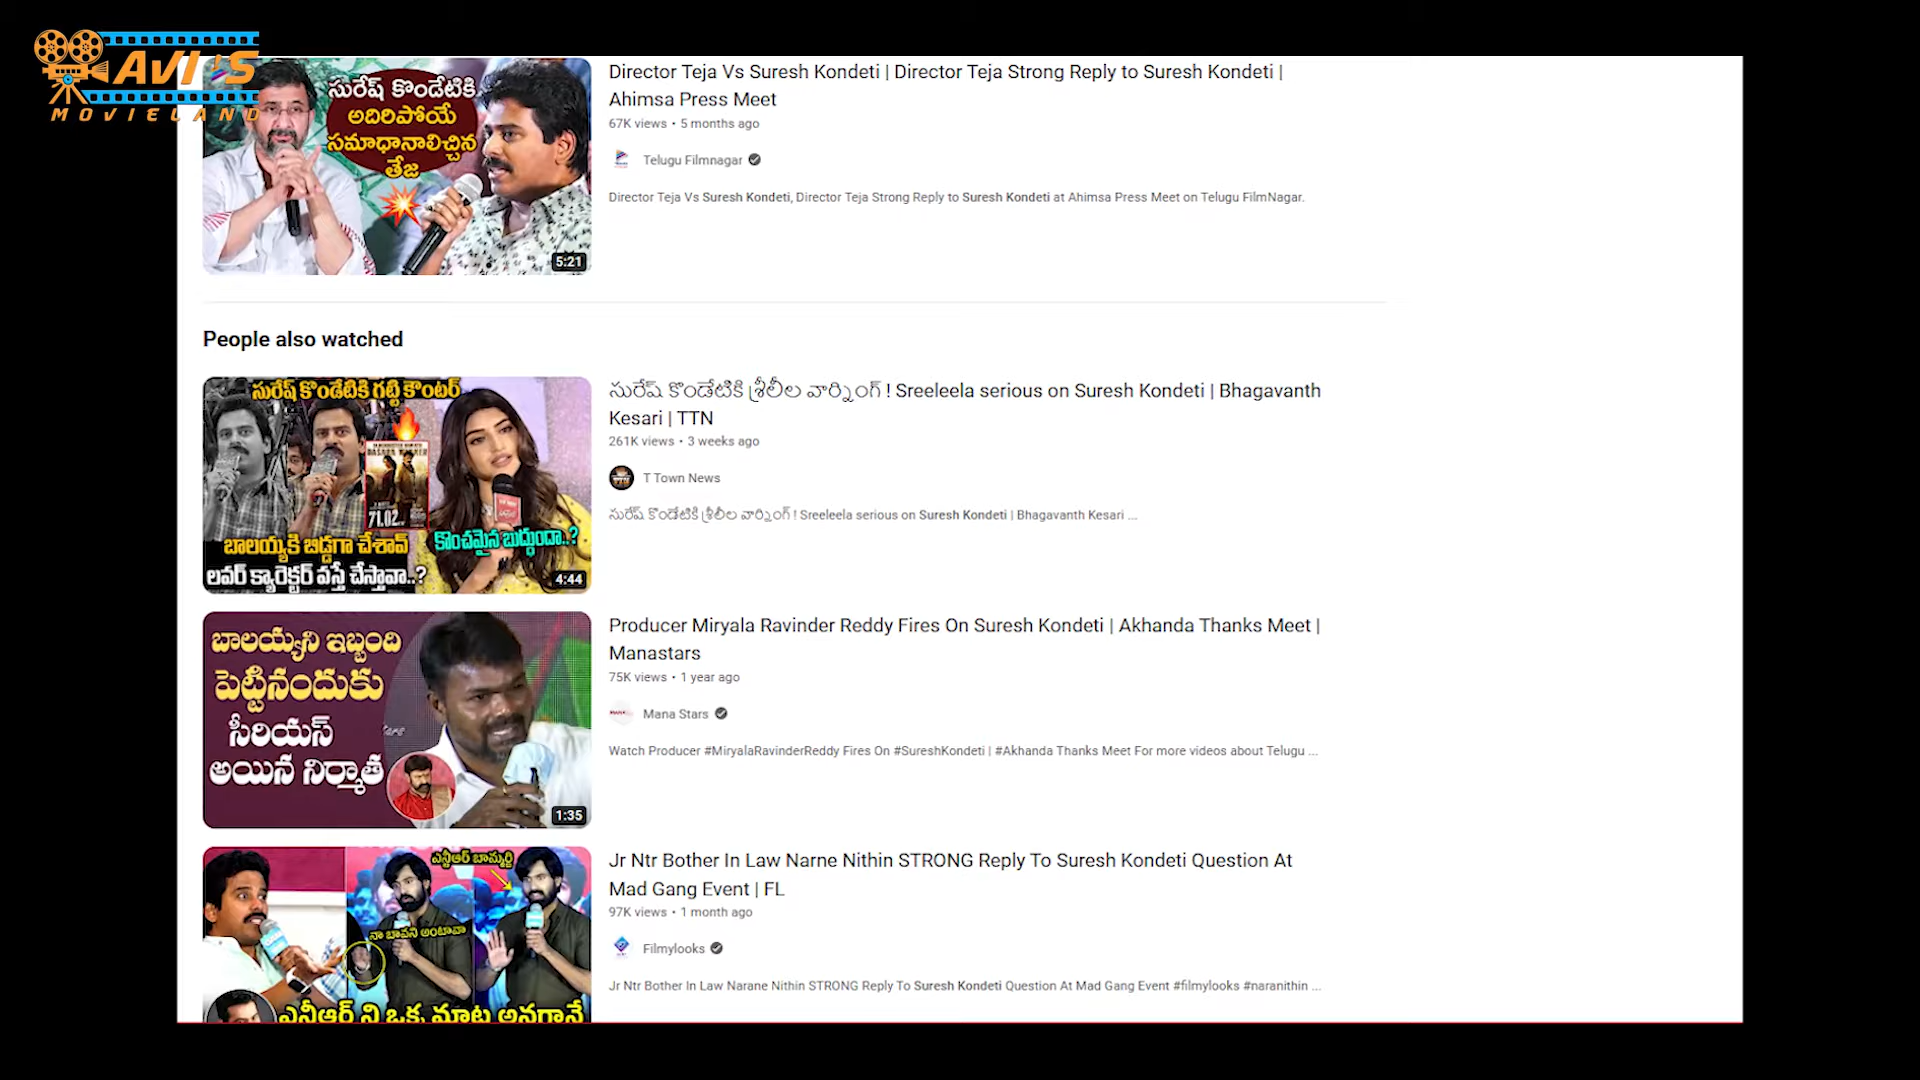 AVI'S
MOVIELAND
సురేష్ కొండేటికి
అదిరిపోయే
సమాధానాలిచ్చిన
తేజ
5:21
Director Teja Vs Suresh Kondeti | Director Teja Strong Reply to Suresh Kondeti |
Ahimsa Press Meet
67K views • 5 months ago
Telugu Filmnagar
Director Teja Vs Suresh Kondeti, Director Teja Strong Reply to Suresh Kondeti at Ahimsa Press Meet on Telugu FilmNagar.
People also watched
సురేష్ కొండేటికి గట్టి కౌంటర్
71.02
బాలయ్యకి బిడ్డగా చేశావ్
కొంచమైన బుద్ధుందా..?
లవర్ క్యారెక్టర్ వస్తే చేస్తావా..?
4:44
సురేష్ కొండేటికి శ్రీలీల వార్నింగ్ ! Sreeleela serious on Suresh Kondeti | Bhagavanth
Kesari | TTN
261K views • 3 weeks ago
T Town News
సురేష్ కొండేటికి శ్రీలీల వార్నింగ్ ! Sreeleela serious on Suresh Kondeti | Bhagavanth Kesari ...
బాలయ్యని ఇబ్బంది
పెట్టినందుకు
సీరియస్
అయిన నిర్మాత
1:35
Producer Miryala Ravinder Reddy Fires On Suresh Kondeti | Akhanda Thanks Meet |
Manastars
75K views • 1 year ago
Mana Stars
Watch Producer #MiryalaRavinderReddy Fires On #SureshKondeti | #Akhanda Thanks Meet For more videos about Telugu ...
ఎన్టీఆర్ బామ్మర్ది
నా బావని అంటావా
ఎన్టీఆర్ ని ఒక్క మాట అనగానే
Jr Ntr Bother In Law Narne Nithin STRONG Reply To Suresh Kondeti Question At
Mad Gang Event | FL
97K views • 1 month ago
Filmylooks
Jr Ntr Bother In Law Narane Nithin STRONG Reply To Suresh Kondeti Question At Mad Gang Event #filmylooks #naranithin ...